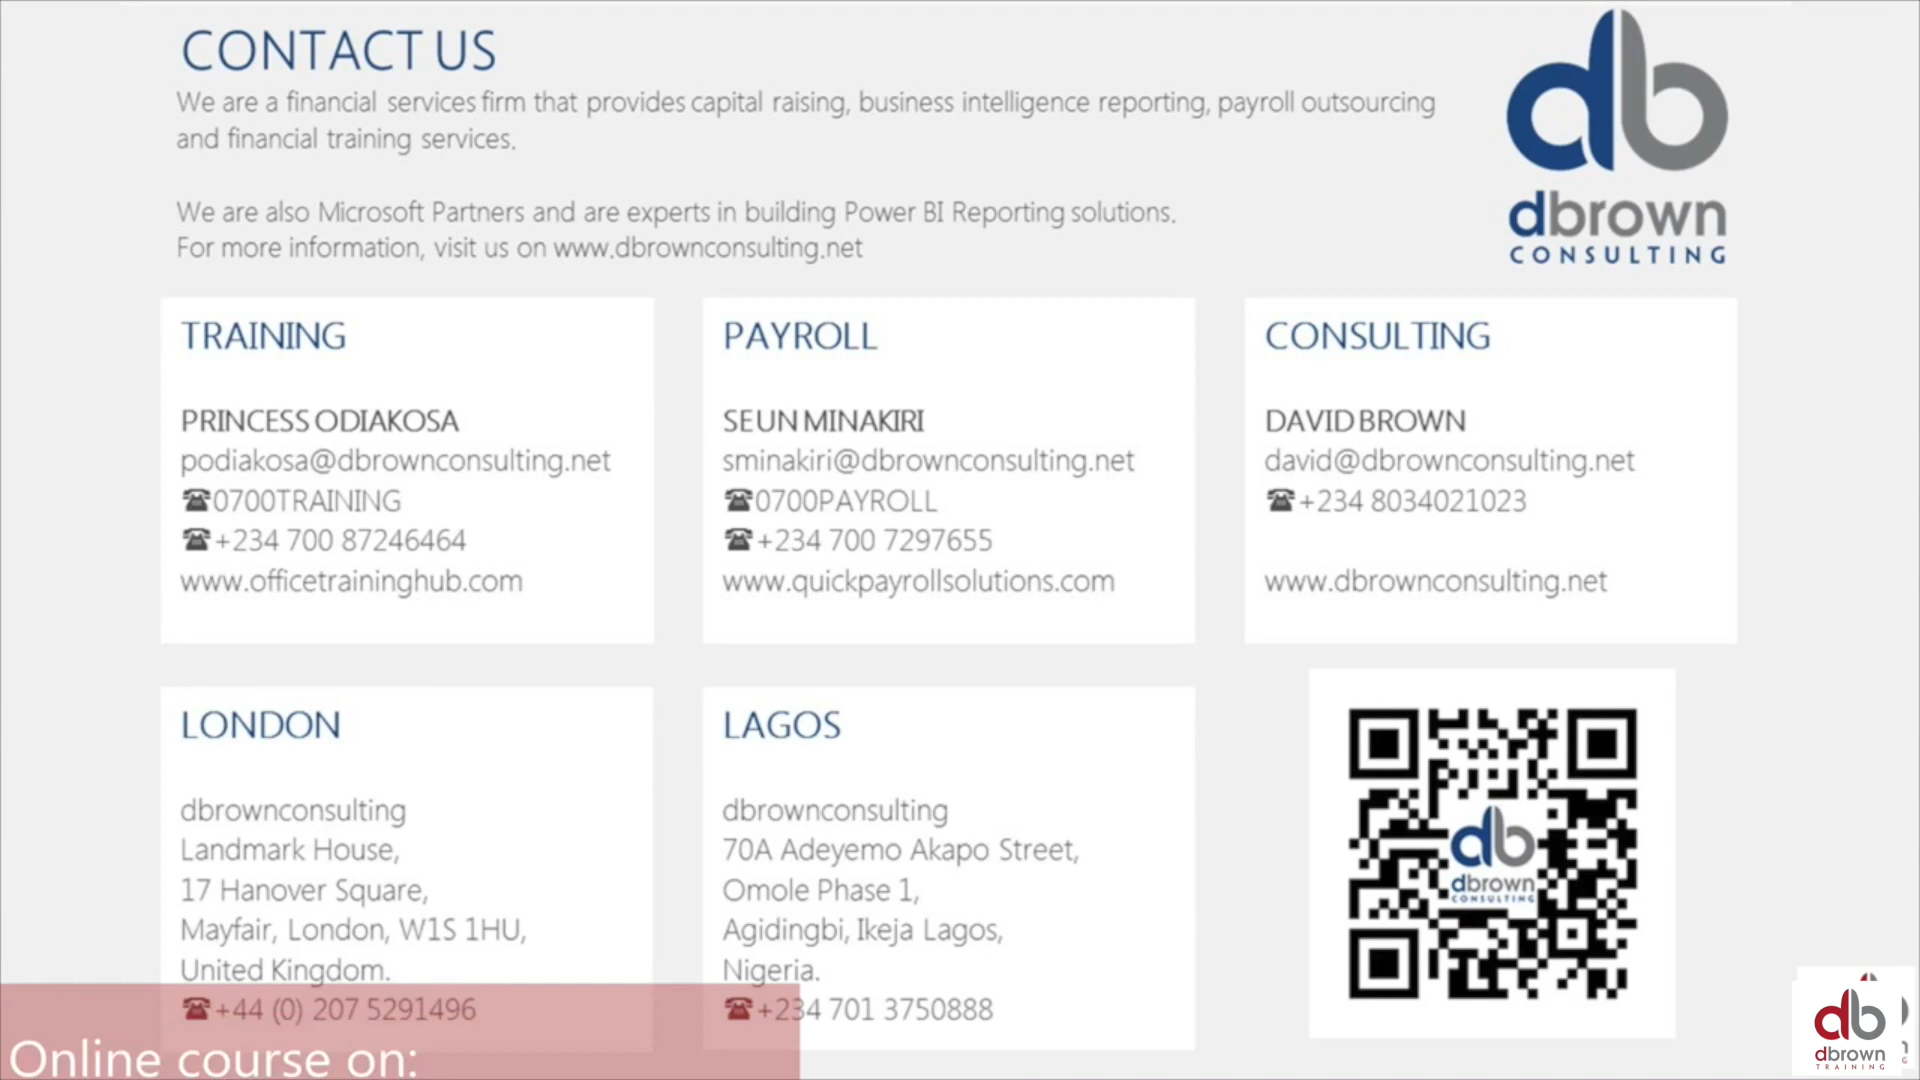 CONTACT US
We are a financial services firm that provides capital raising, business intelligence reporting, payroll outsourcing
and financial training services.
We are also Microsoft Partners and are experts in building Power BI Reporting solutions.
For more information, visit us on www.dbrownconsulting.net
db
dbrown
CONSULTING
TRAINING
PRINCESS ODIAKOSA
podiakosa@dbrownconsulting.net
☎0700TRAINING
☎+234 700 87246464
www.officetraininghub.com
PAYROLL
SEUN MINAKIRI
sminakiri@dbrownconsulting.net
☎0700PAYROLL
☎+234 700 7297655
www.quickpayrollsolutions.com
CONSULTING
DAVID BROWN
david@dbrownconsulting.net
☎+234 8034021023
www.dbrownconsulting.net
LONDON
dbrownconsulting
Landmark House,
17 Hanover Square,
Mayfair, London, W1S 1HU,
United Kingdom.
☎+44 (0) 207 5291496
LAGOS
dbrownconsulting
70A Adeyemo Akapo Street,
Omole Phase 1,
Agidingbi, Ikeja Lagos,
Nigeria.
☎+234 701 3750888
db
dbrown
CONSULTING
Online course on:
db
dbrown
TRAINING